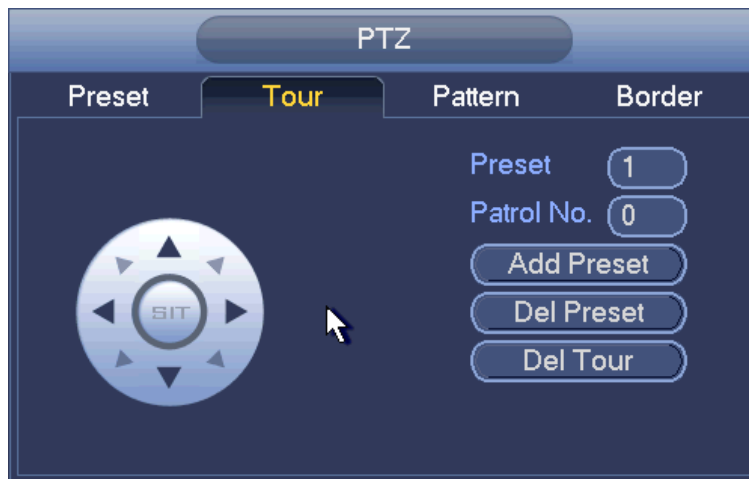 PTZ
Preset Tour Pattern Border
Preset 1
Patrol No. 0
Add Preset
SIT
Del Preset
Del Tour